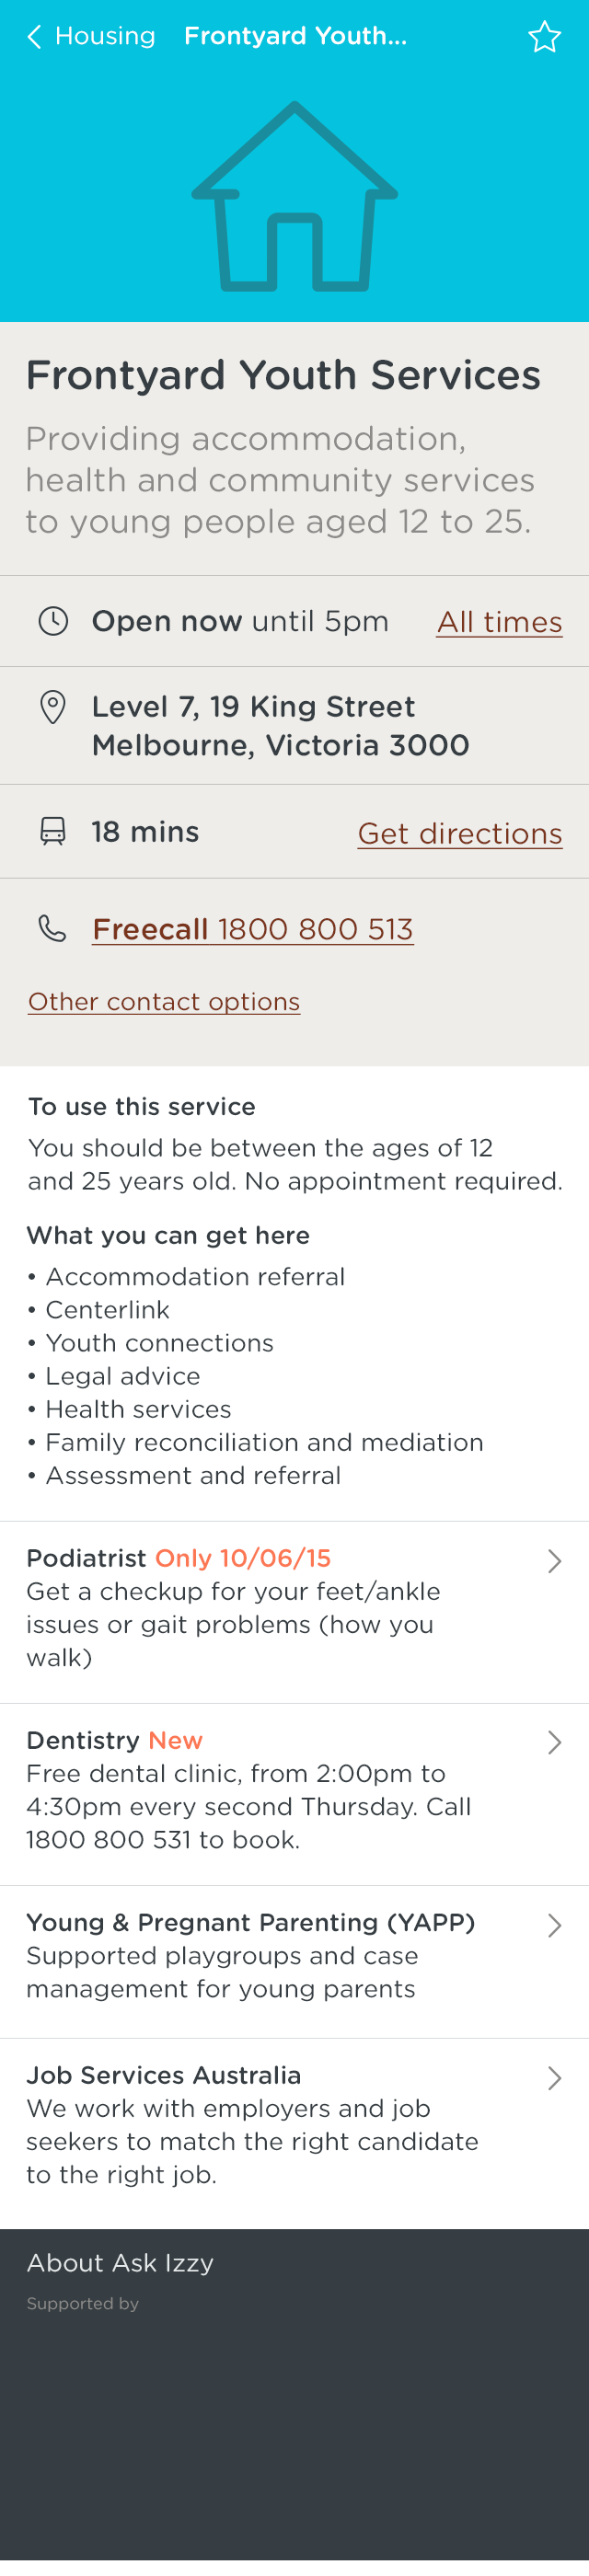 Housing Frontyard Youth...
Frontyard Youth Services
Providing accommodation,
health and community services
to young people aged 12 to 25.
Open now until 5pm All times
Level 7, 19 King Street
Melbourne, Victoria 3000
18 mins Get directions
Freecall 1800 800 513
Other contact options
To use this service
You should be between the ages of 12
and 25 years old. No appointment required.
What you can get here
• Accommodation referral
• Centerlink
• Youth connections
• Legal advice
• Health services
• Family reconciliation and mediation
• Assessment and referral
Podiatrist Only 10/06/15
Get a checkup for your feet/ankle
issues or gait problems (how you
walk)
Dentistry New
Free dental clinic, from 2:00pm to
4:30pm every second Thursday. Call
1800 800 531 to book.
Young & Pregnant Parenting (YAPP)
Supported playgroups and case
management for young parents
Job Services Australia
We work with employers and job
seekers to match the right candidate
to the right job.
About Ask Izzy
Supported by